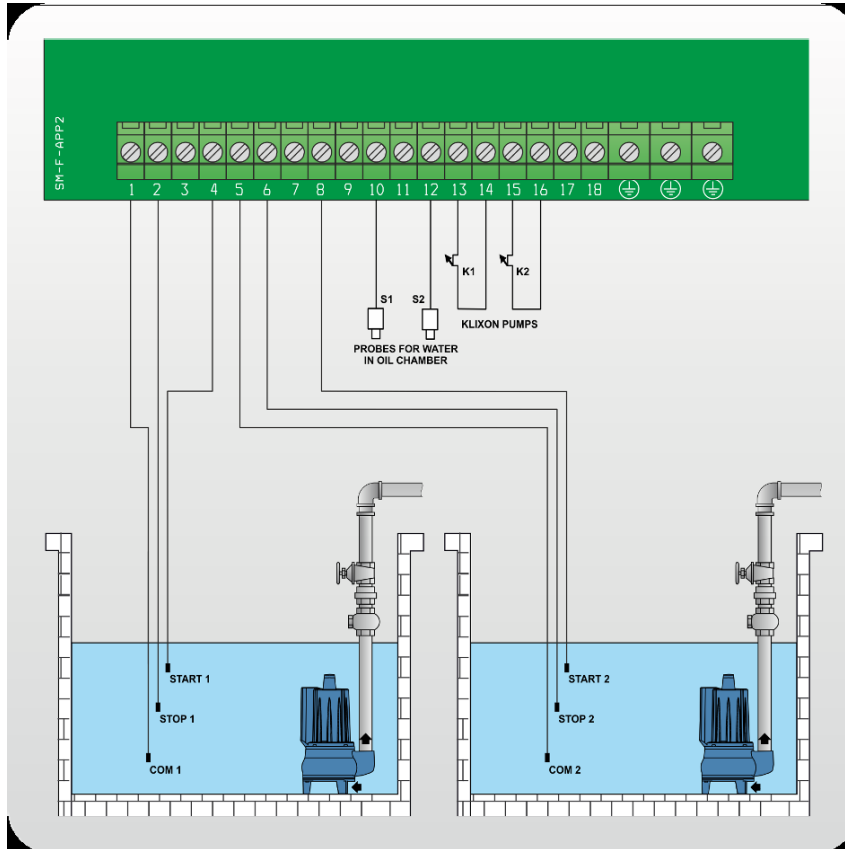 SM-F-APP2
1 2 3 4 5 6 7 8 9 10 11 12 13 14 15 16 17 18
K1
K2
S1
S2
KLIXON PUMPS
PROBES FOR WATER
IN OIL CHAMBER
START 1
STOP 1
COM 1
START 2
STOP 2
COM 2